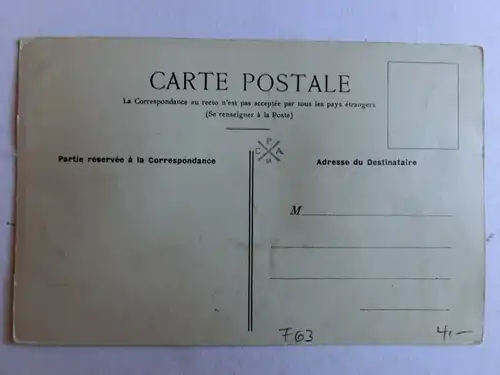 CARTE POSTALE
La Correspondance au recto n'est pas acceptée par tous les pays étrangers
(Se renseigner à la Poste)
Partie réservée à la Correspondance
C P A P
Adresse du Destinataire
M
763
4.-